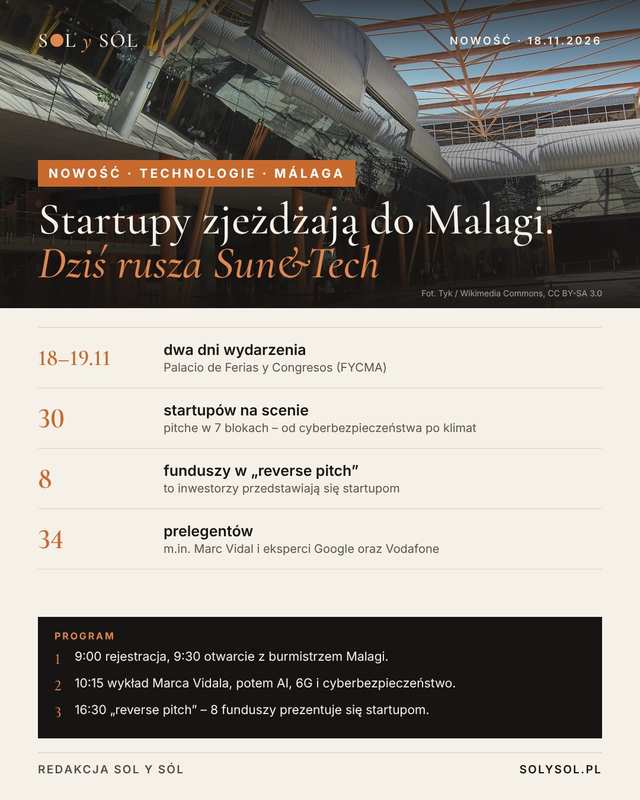 SOL y SÓL
NOWOŚĆ · 18.11.2026
NOWOŚĆ · TECHNOLOGIE · MÁLAGA
Startupy zjeżdżają do Malagi.
Dziś rusza Sun&Tech
Fot. Tyk / Wikimedia Commons, CC BY-SA 3.0
18–19.11
dwa dni wydarzenia
Palacio de Ferias y Congresos (FYCMA)
30
startupów na scenie
pitche w 7 blokach – od cyberbezpieczeństwa po klimat
8
funduszy w „reverse pitch”
to inwestorzy przedstawiają się startupom
34
prelegentów
m.in. Marc Vidal i eksperci Google oraz Vodafone
PROGRAM
1 9:00 rejestracja, 9:30 otwarcie z burmistrzem Malagi.
2 10:15 wykład Marca Vidala, potem AI, 6G i cyberbezpieczeństwo.
3 16:30 „reverse pitch” – 8 funduszy prezentuje się startupom.
REDAKCJA SOL Y SÓL
SOLYSOL.PL